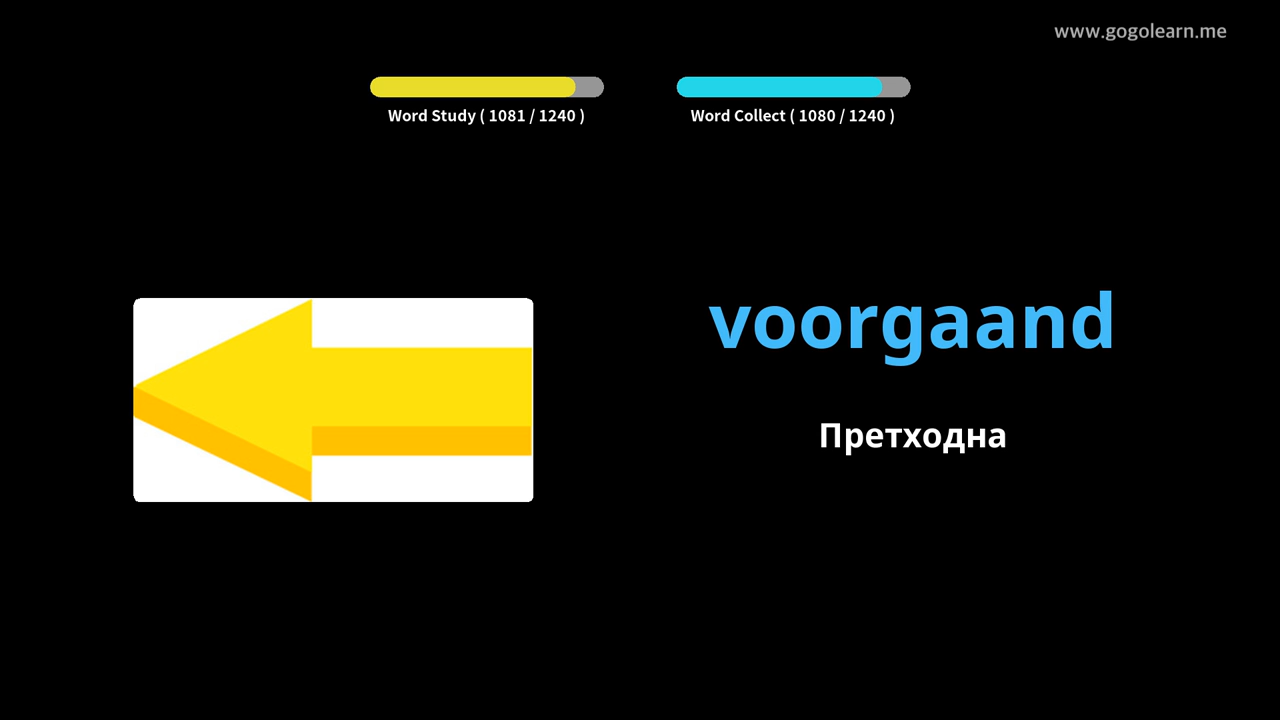 www.gogolearn.me
Word Study ( 1081 / 1240 )
Word Collect ( 1080 / 1240 )
voorgaand
Претходна